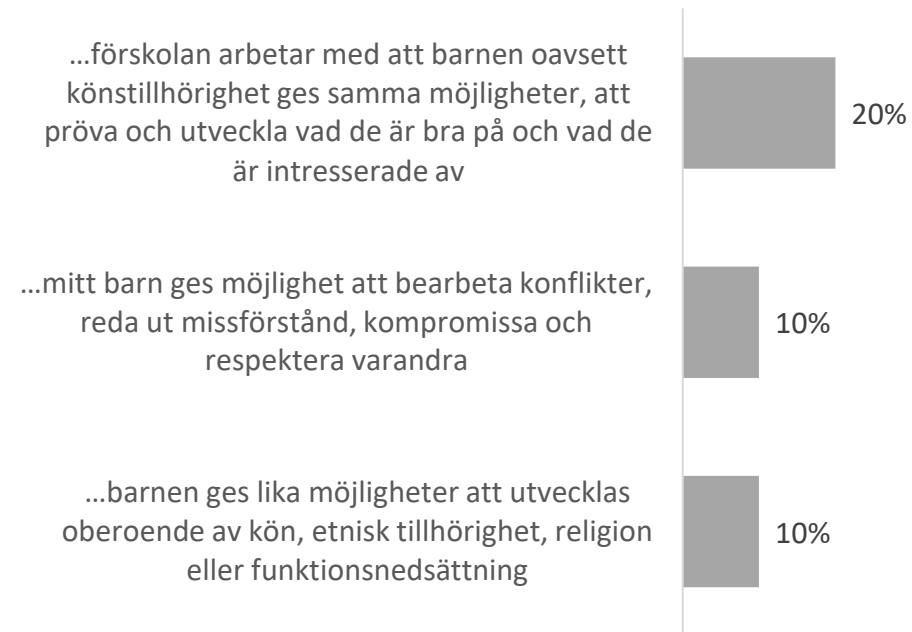 ...förskolan arbetar med att barnen oavsett
könstillhörighet ges samma möjligheter, att
pröva och utveckla vad de är bra på och vad de
är intresserade av
20%
...mitt barn ges möjlighet att bearbeta konflikter,
reda ut missförstånd, kompromissa och
respektera varandra
10%
...barnen ges lika möjligheter att utvecklas
oberoende av kön, etnisk tillhörighet, religion
eller funktionsnedsättning
10%